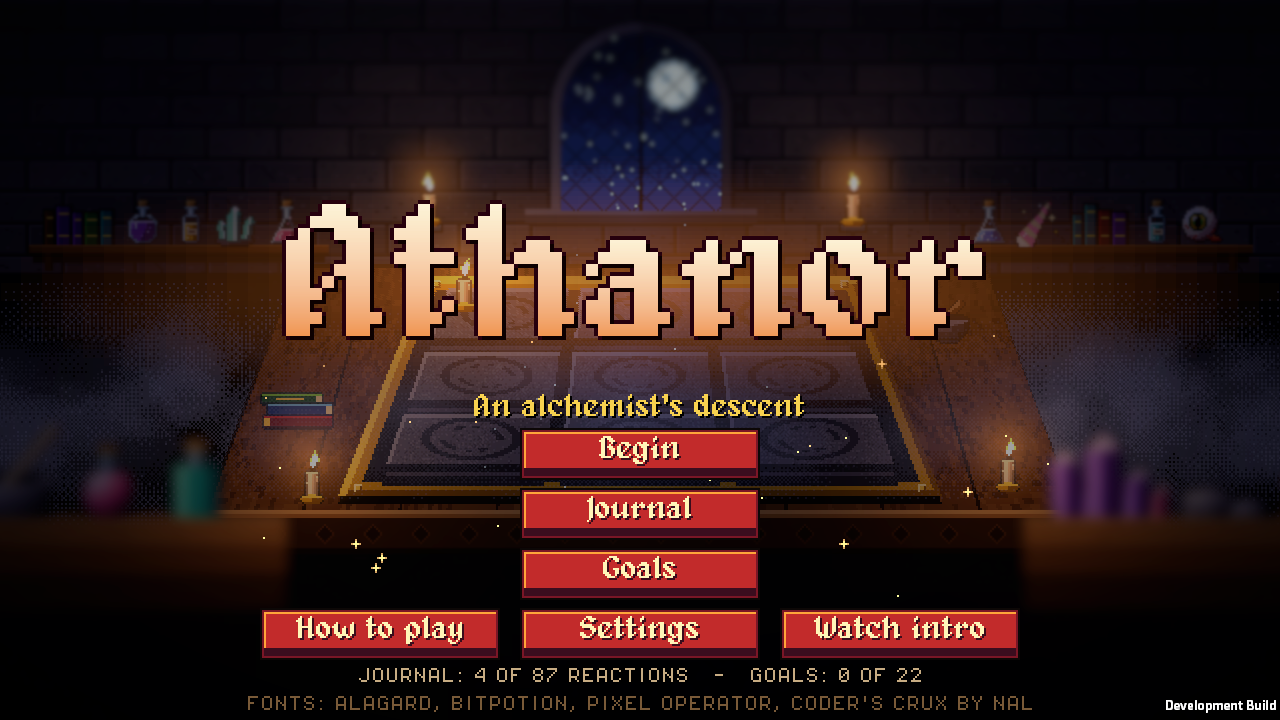 Athanor
An alchemist's descent
Begin
Journal
Goals
How to play
Settings
Watch intro
JOURNAL: 4 OF 87 REACTIONS - GOALS: 0 OF 22
FONTS: ALAGARD, BITPOTION, PIXEL OPERATOR, CODER'S CRUX BY NAL
Development Build